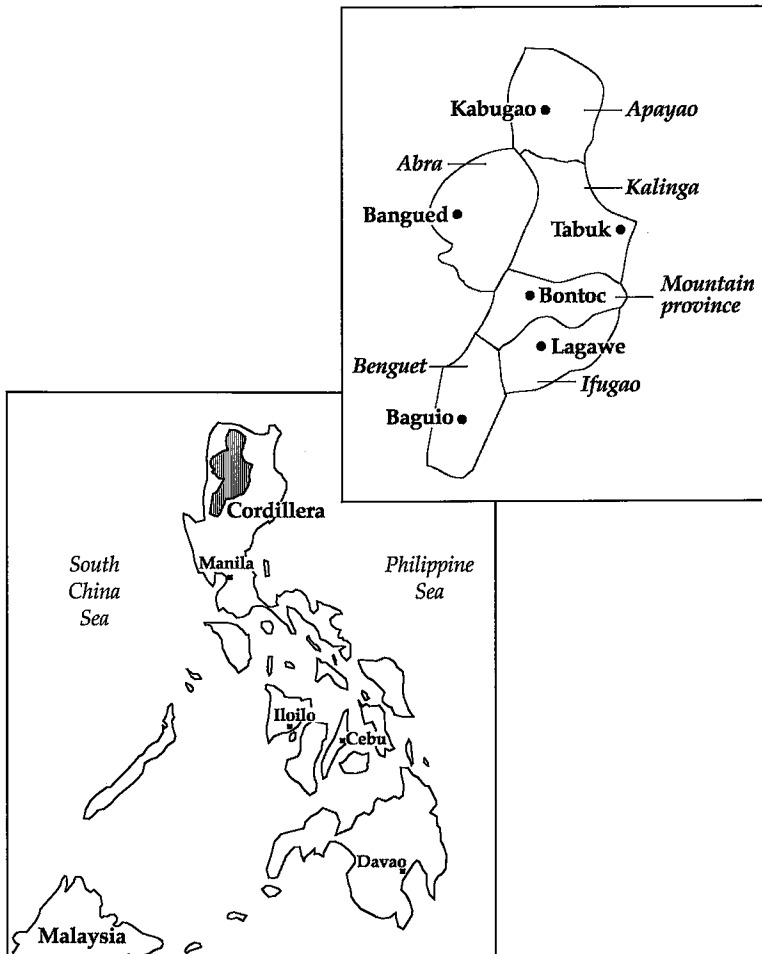 Kabugao
Apayao
Abra
Kalinga
Bangued
Tabuk
Mountain
province
Bontoc
Lagawe
Benguet
Ifugao
Baguio
Cordillera
South
China
Sea
Manila
Philippine
Sea
Iloilo
Cebu
Davao
Malaysia